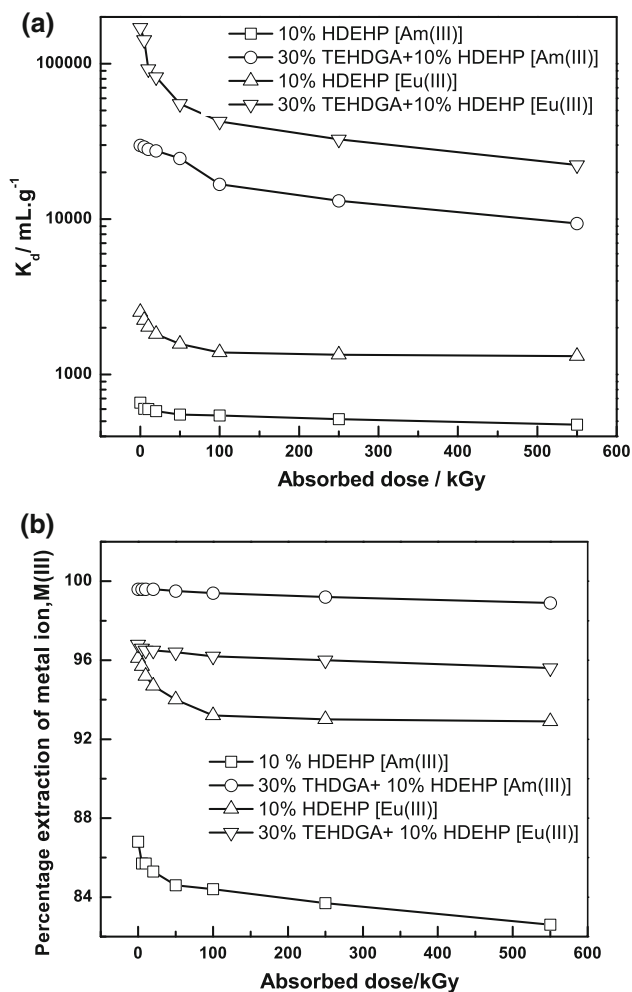 (a)
10% HDEHP [Am(III)]
30% TEHDGA+10% HDEHP [Am(III)]
10% HDEHP [Eu(III)]
30% TEHDGA+10% HDEHP [Eu(III)]
100000
10000
1000
K_d / mL.g⁻¹
0 100 200 300 400 500 600
Absorbed dose / kGy
(b)
100
96
92
88
84
Percentage extraction of metal ion,M(III)
10 % HDEHP [Am(III)]
30% THDGA+ 10% HDEHP [Am(III)]
10% HDEHP [Eu(III)]
30% TEHDGA+ 10% HDEHP [Eu(III)]
0 100 200 300 400 500 600
Absorbed dose/kGy